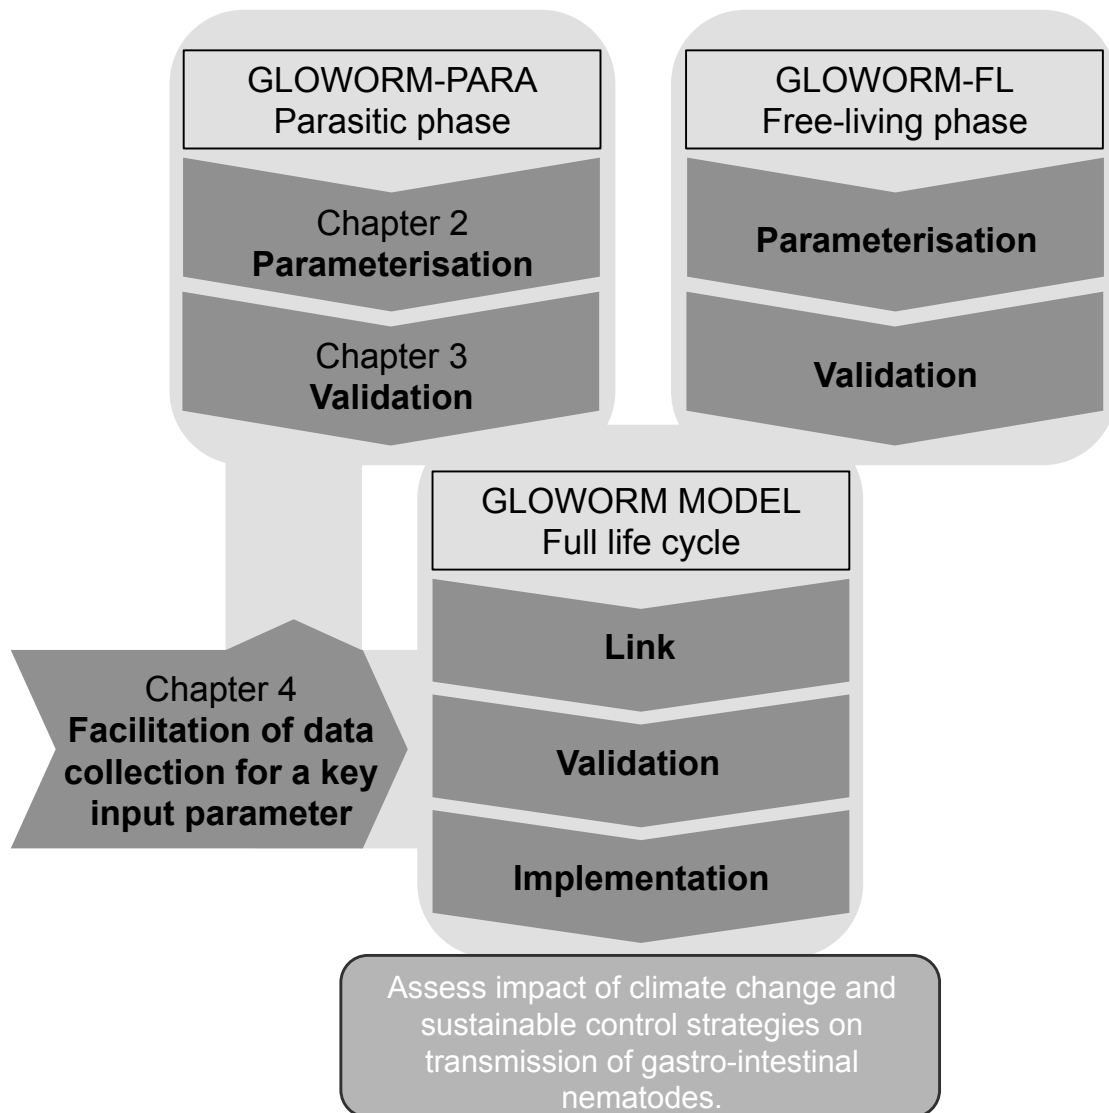 GLOWORM-PARA
Parasitic phase
Chapter 2
Parameterisation
Chapter 3
Validation
GLOWORM-FL
Free-living phase
Parameterisation
Validation
GLOWORM MODEL
Full life cycle
Link
Validation
Implementation
Chapter 4
Facilitation of data
collection for a key
input parameter
Assess impact of climate change and
sustainable control strategies on
transmission of gastro-intestinal
nematodes.